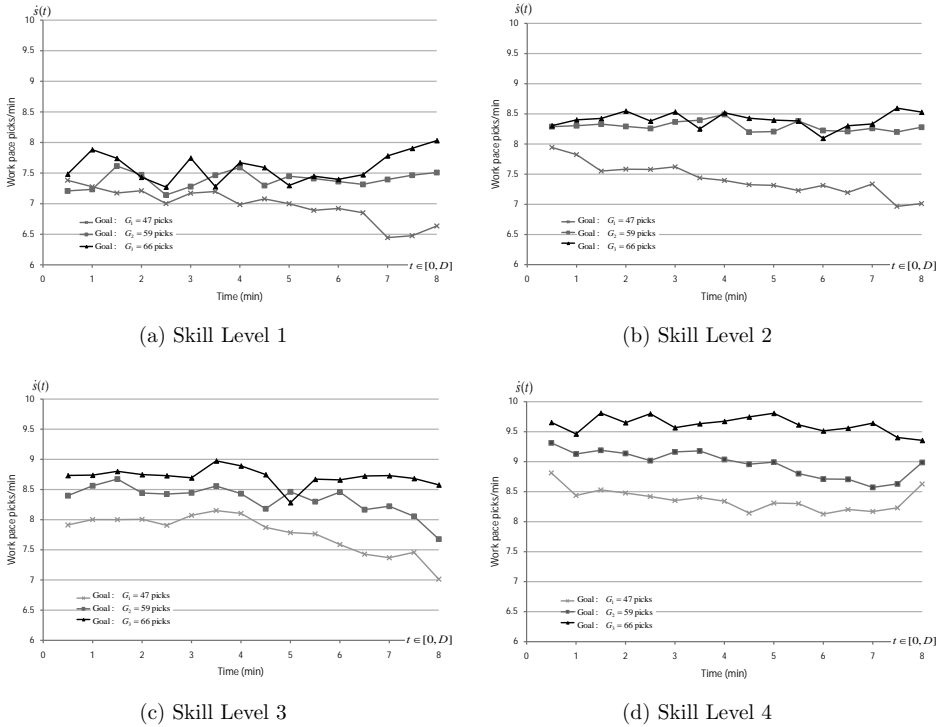 ṡ(t)
10
9.5
9
8.5
8
7.5
7
6.5
6
Work pace picks/min
Goal : G₁ = 47 picks
Goal : G₂ = 59 picks
Goal : G₃ = 66 picks
t ∈ [0, D]
0 1 2 3 4 5 6 7 8
Time (min)
(a) Skill Level 1
ṡ(t)
10
9.5
9
8.5
8
7.5
7
6.5
6
Work pace picks/min
Goal : G₁ = 47 picks
Goal : G₂ = 59 picks
Goal : G₃ = 66 picks
t ∈ [0, D]
0 1 2 3 4 5 6 7 8
Time (min)
(b) Skill Level 2
ṡ(t)
10
9.5
9
8.5
8
7.5
7
6.5
6
Work pace picks/min
Goal : G₁ = 47 picks
Goal : G₂ = 59 picks
Goal : G₃ = 66 picks
t ∈ [0, D]
0 1 2 3 4 5 6 7 8
Time (min)
(c) Skill Level 3
ṡ(t)
10
9.5
9
8.5
8
7.5
7
6.5
6
Work pace picks/min
Goal : G₁ = 47 picks
Goal : G₂ = 59 picks
Goal : G₃ = 66 picks
t ∈ [0, D]
0 1 2 3 4 5 6 7 8
Time (min)
(d) Skill Level 4